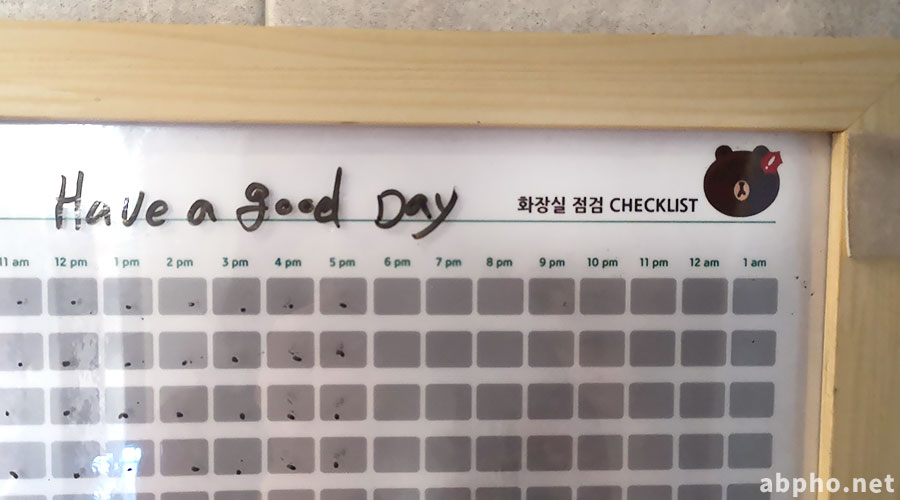 Have a good Day
화장실 점검 CHECKLIST
11 am 12 pm 1 pm 2 pm 3 pm 4 pm 5 pm 6 pm 7 pm 8 pm 9 pm 10 pm 11 pm 12 am 1 am
abpho.net